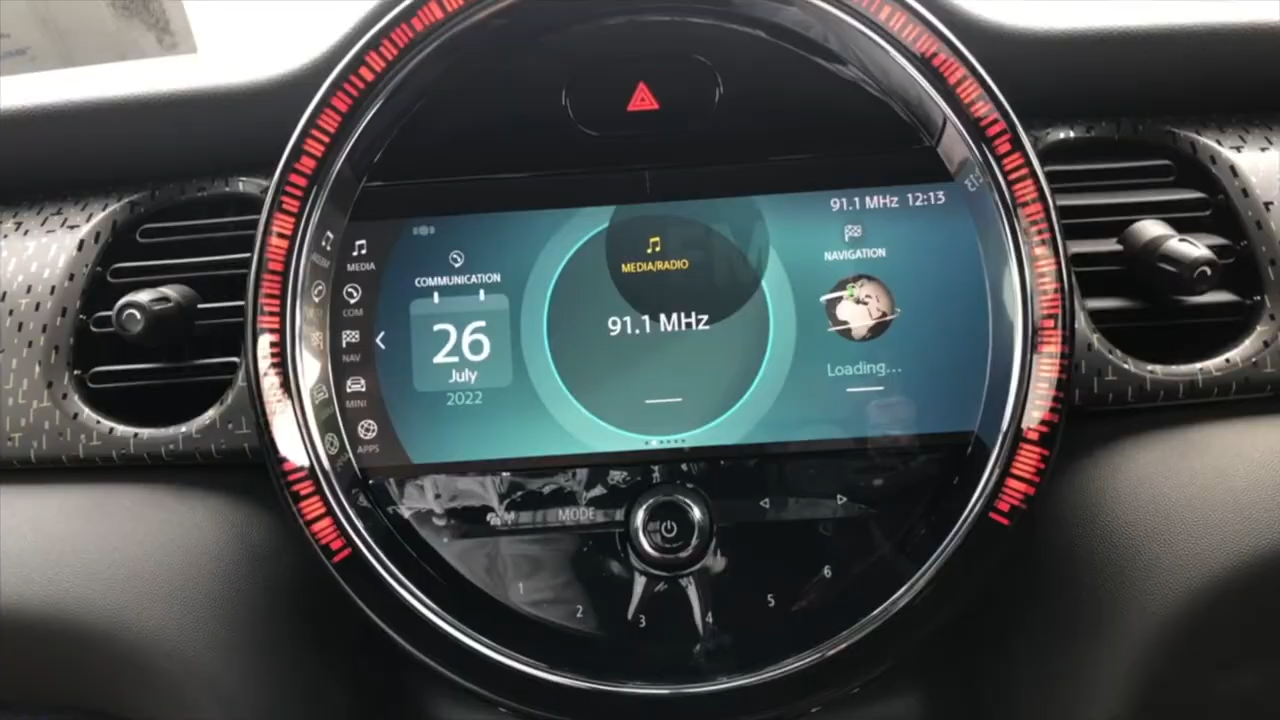 91.1 MHz 12:13
MEDIA
COM
NAV
MINI
APPS
COMMUNICATION
26
July
2022
MEDIA/RADIO
91.1 MHz
NAVIGATION
Loading...
MODE
1
2
3
4
5
6